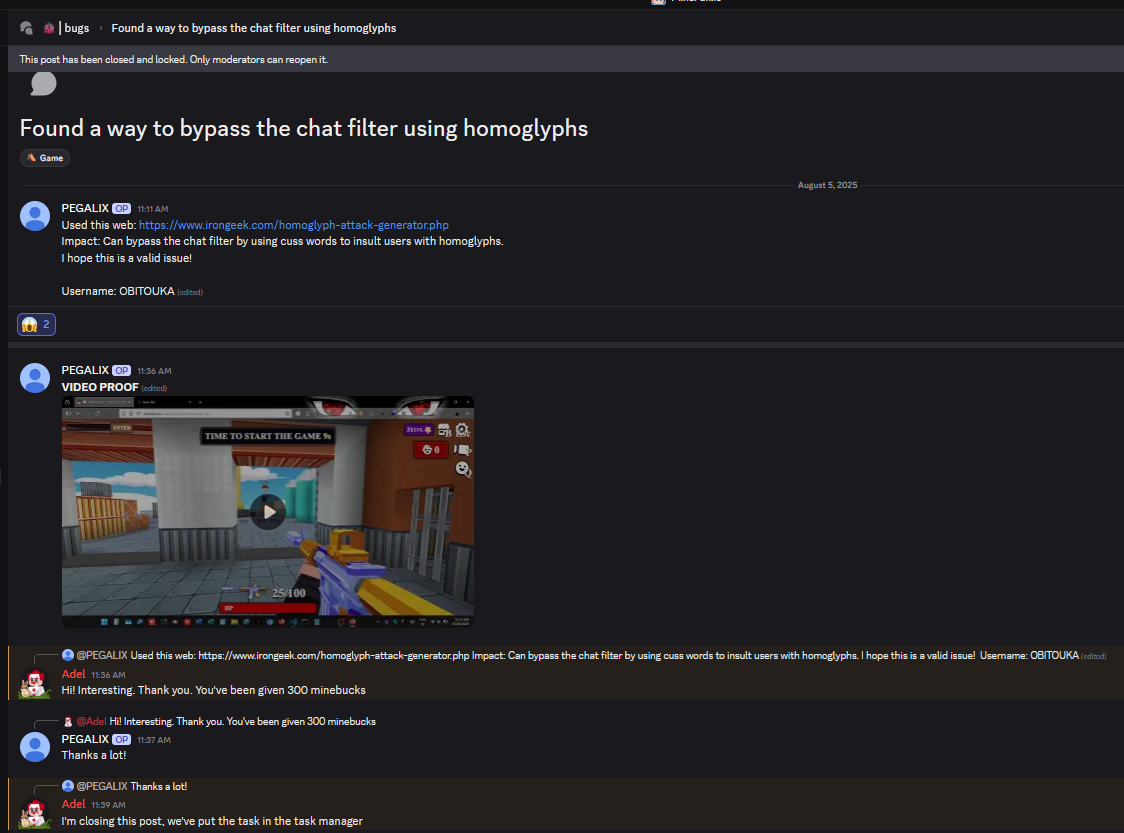 bugs › Found a way to bypass the chat filter using homoglyphs
This post has been closed and locked. Only moderators can reopen it.
Found a way to bypass the chat filter using homoglyphs
Game
August 5, 2025
PEGALIX OP 11:11 AM
Used this web: https://www.irongeek.com/homoglyph-attack-generator.php
Impact: Can bypass the chat filter by using cuss words to insult users with homoglyphs.
I hope this is a valid issue!
Username: OBITOUKA (edited)
2
PEGALIX OP 11:36 AM
VIDEO PROOF (edited)
ENTER
TIME TO START THE GAME 9s
0
25/100
HP
@PEGALIX Used this web: https://www.irongeek.com/homoglyph-attack-generator.php Impact: Can bypass the chat filter by using cuss words to insult users with homoglyphs. I hope this is a valid issue! Username: OBITOUKA (edited)
Adel 11:36 AM
Hi! Interesting. Thank you. You've been given 300 minebucks
@Adel Hi! Interesting. Thank you. You've been given 300 minebucks
PEGALIX OP 11:37 AM
Thanks a lot!
@PEGALIX Thanks a lot!
Adel 11:39 AM
I'm closing this post, we've put the task in the task manager